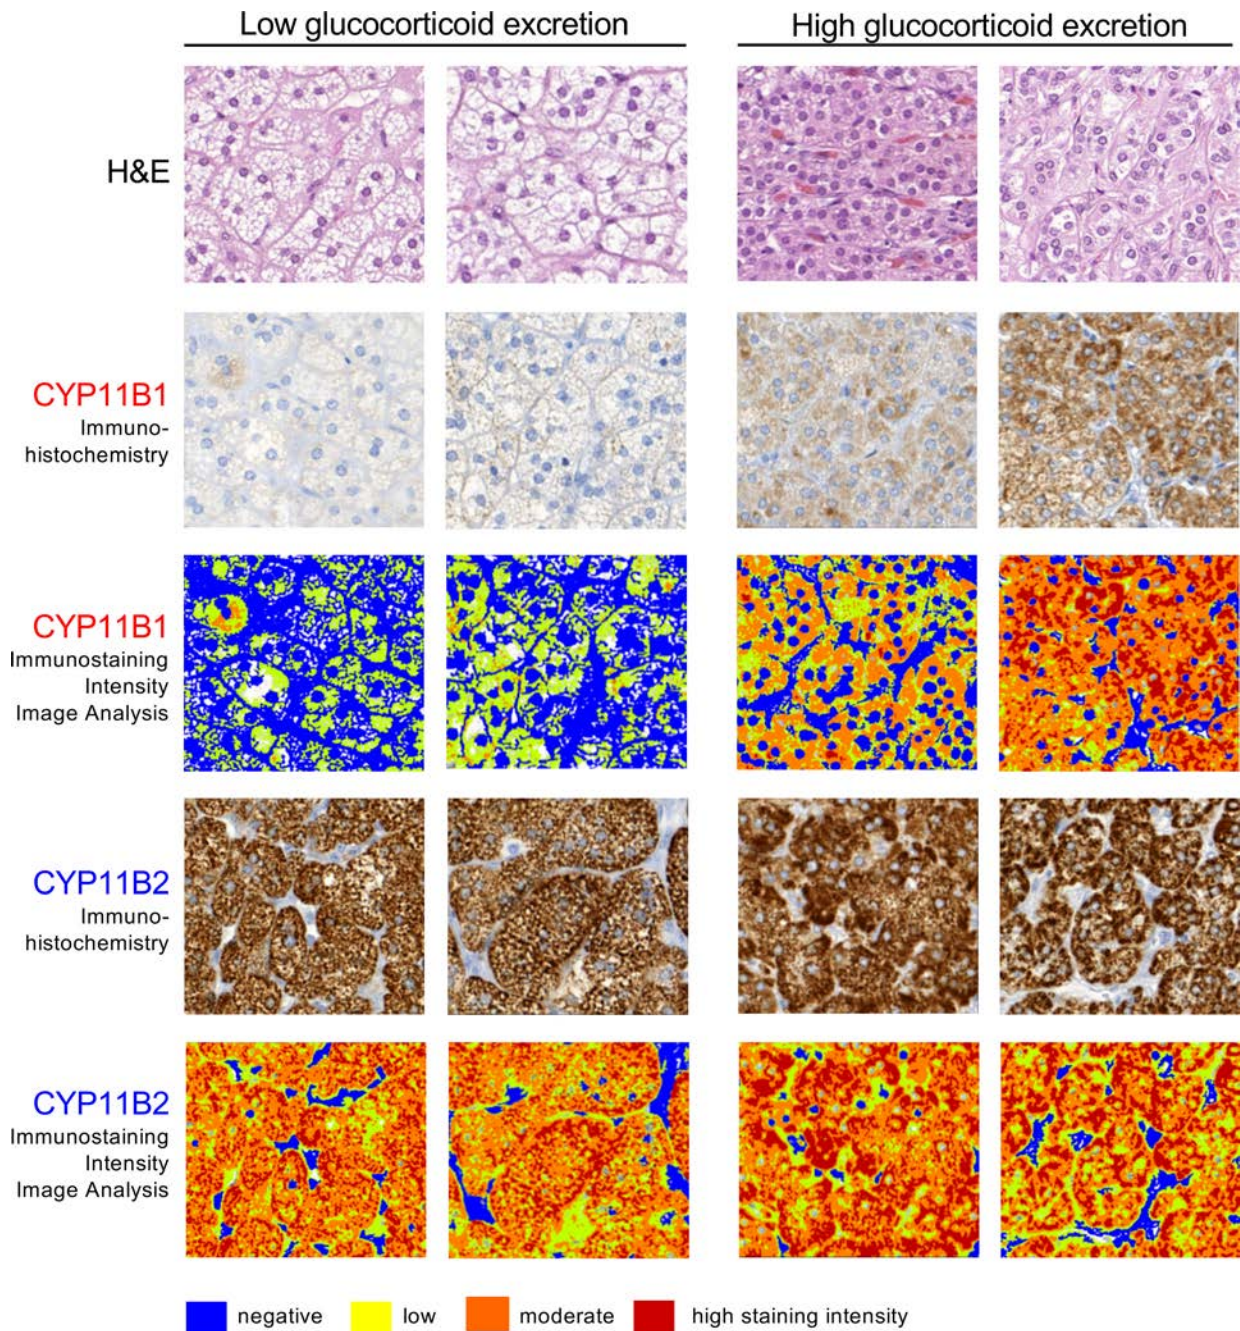 Low glucocorticoid excretion
High glucocorticoid excretion
H&E
CYP11B1
Immuno-
histochemistry
CYP11B1
Immunostaining
Intensity
Image Analysis
CYP11B2
Immuno-
histochemistry
CYP11B2
Immunostaining
Intensity
Image Analysis
negative low moderate high staining intensity